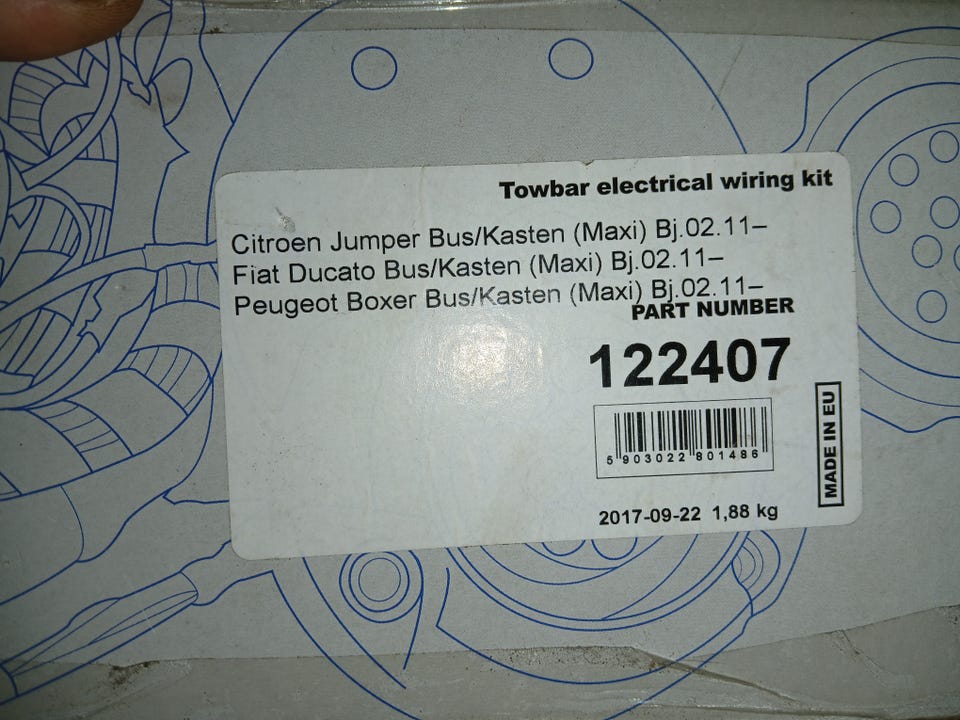 Towbar electrical wiring kit
Citroen Jumper Bus/Kasten (Maxi) Bj.02.11–
Fiat Ducato Bus/Kasten (Maxi) Bj.02.11–
Peugeot Boxer Bus/Kasten (Maxi) Bj.02.11–
PART NUMBER
122407
5 903022 801486
MADE IN EU
2017-09-22 1,88 kg